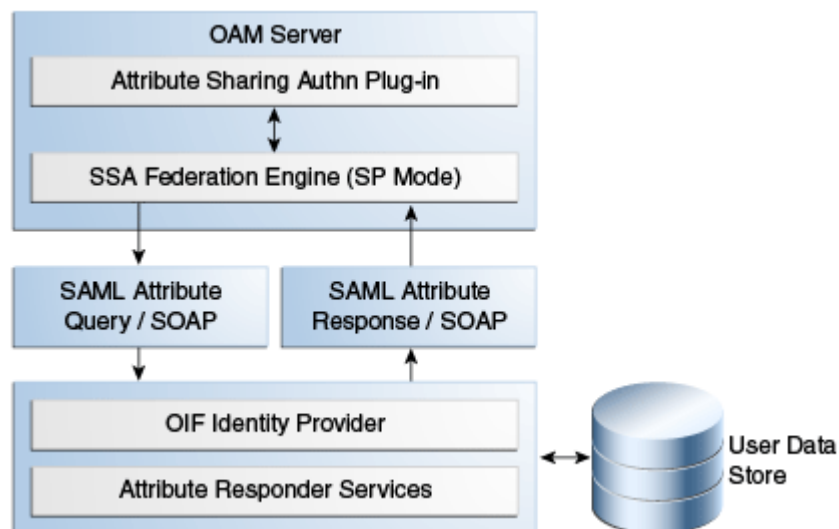 OAM Server
Attribute Sharing Authn Plug-in
SSA Federation Engine (SP Mode)
SAML Attribute
Query / SOAP
SAML Attribute
Response / SOAP
OIF Identity Provider
Attribute Responder Services
User Data
Store